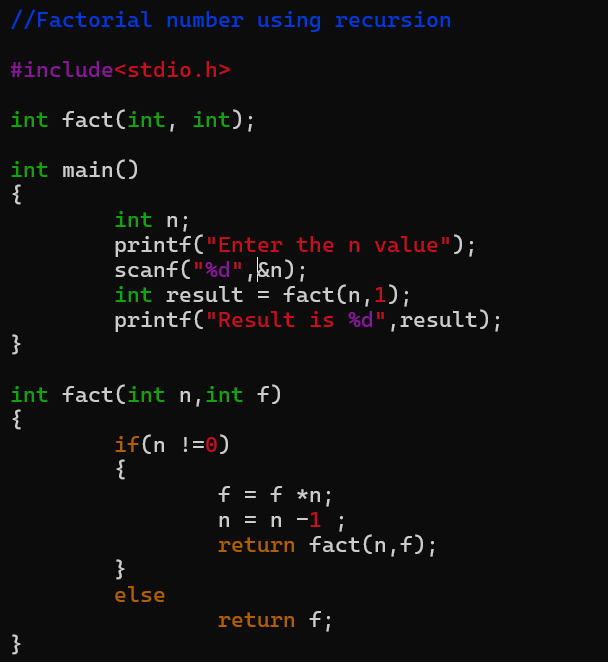 //Factorial number using recursion
#include<stdio.h>
int fact(int, int);
int main()
{
int n;
printf("Enter the n value");
scanf("%d",&n);
int result = fact(n,1);
printf("Result is %d",result);
}
int fact(int n,int f)
{
if(n !=0)
{
f = f *n;
n = n -1 ;
return fact(n,f);
}
else
return f;
}